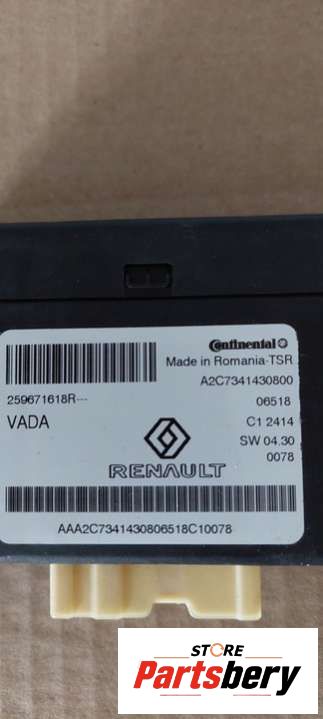 Continental
Made in Romania-TSR
A2C7341430800
259671618R---
06518
VADA
C1 2414
SW 04.30
0078
RENAULT
AAA2C7341430806518C10078
STORE
Partsbery